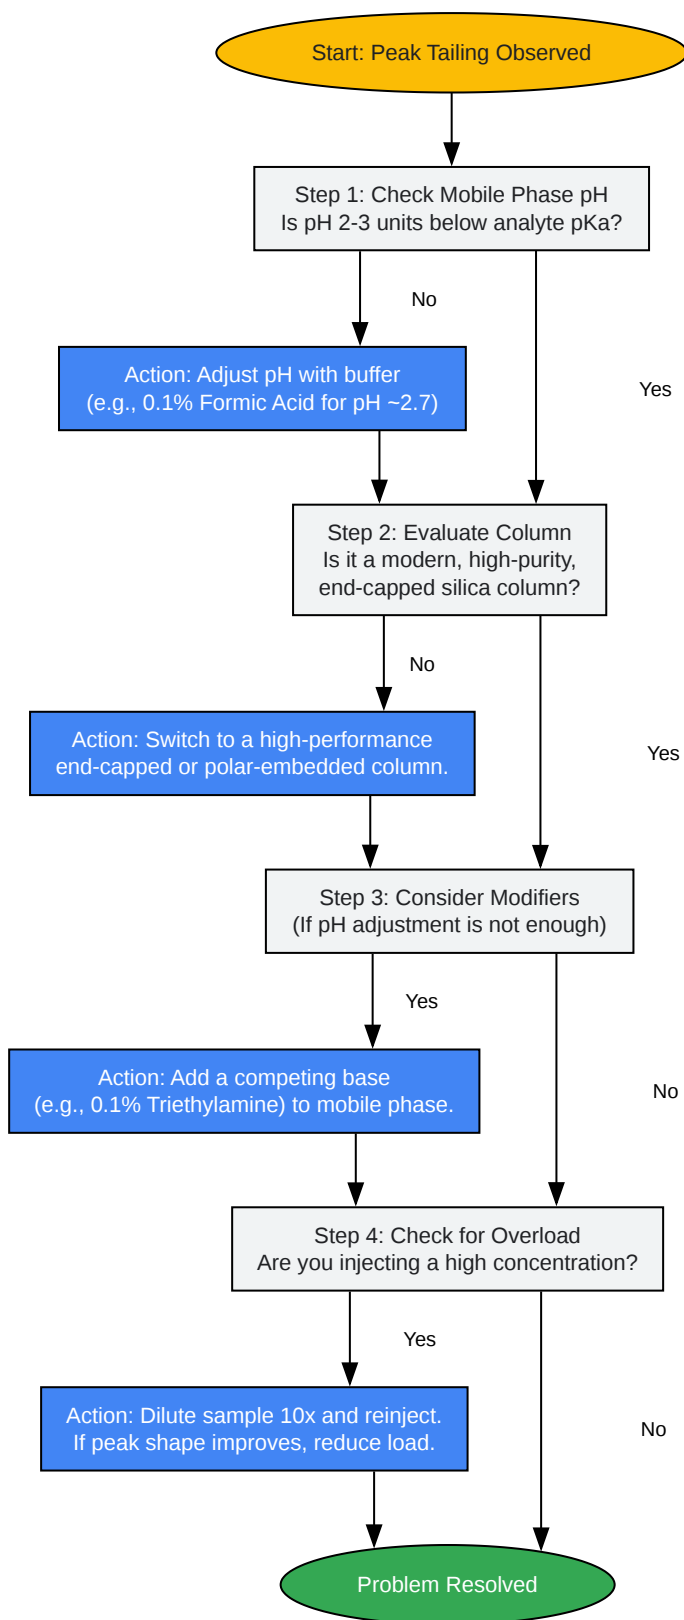 Start: Peak Tailing Observed
Step 1: Check Mobile Phase pH
Is pH 2-3 units below analyte pKa?
No
Action: Adjust pH with buffer
(e.g., 0.1% Formic Acid for pH ~2.7)
Yes
Step 2: Evaluate Column
Is it a modern, high-purity,
end-capped silica column?
No
Action: Switch to a high-performance
end-capped or polar-embedded column.
Yes
Step 3: Consider Modifiers
(If pH adjustment is not enough)
Yes
Action: Add a competing base
(e.g., 0.1% Triethylamine) to mobile phase.
No
Step 4: Check for Overload
Are you injecting a high concentration?
Yes
Action: Dilute sample 10x and reinject.
If peak shape improves, reduce load.
No
Problem Resolved